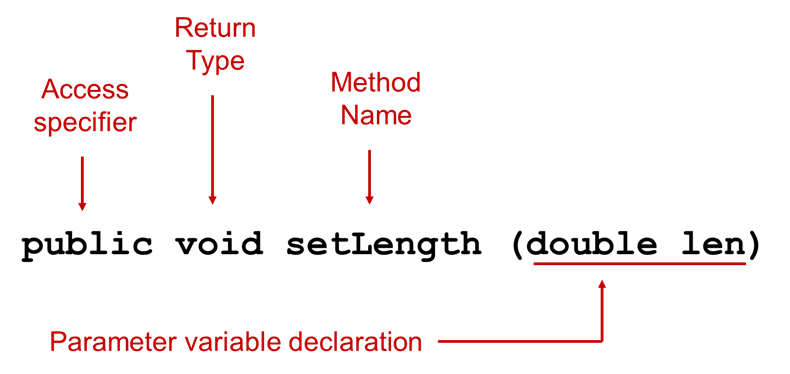 Return
Type
Access
specifier
Method
Name
public void setLength (double len)
Parameter variable declaration